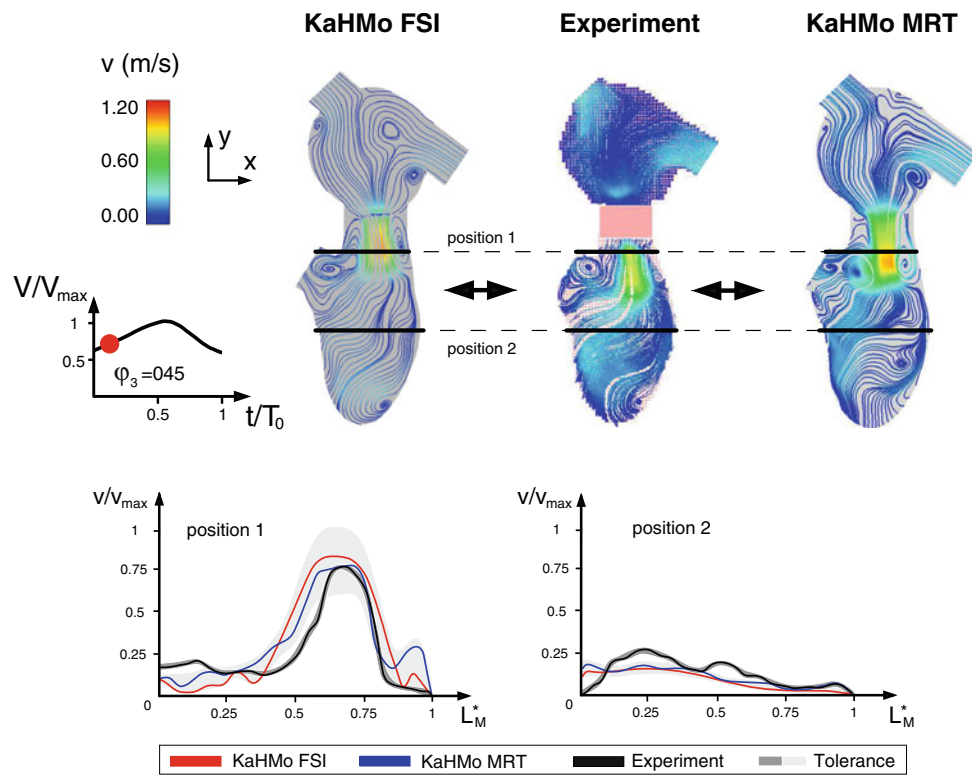 KaHMo FSI Experiment KaHMo MRT
v (m/s)
1.20
0.60
0.00
y
x
position 1
position 2
V/Vmax
1
0.5
φ3=045
0.5 1
t/T0
v/vmax
position 1
1
0.75
0.5
0.25
0
0.25 0.5 0.75 1
L*M
v/vmax
position 2
1
0.75
0.5
0.25
0
0.25 0.5 0.75 1
L*M
KaHMo FSI KaHMo MRT Experiment Tolerance